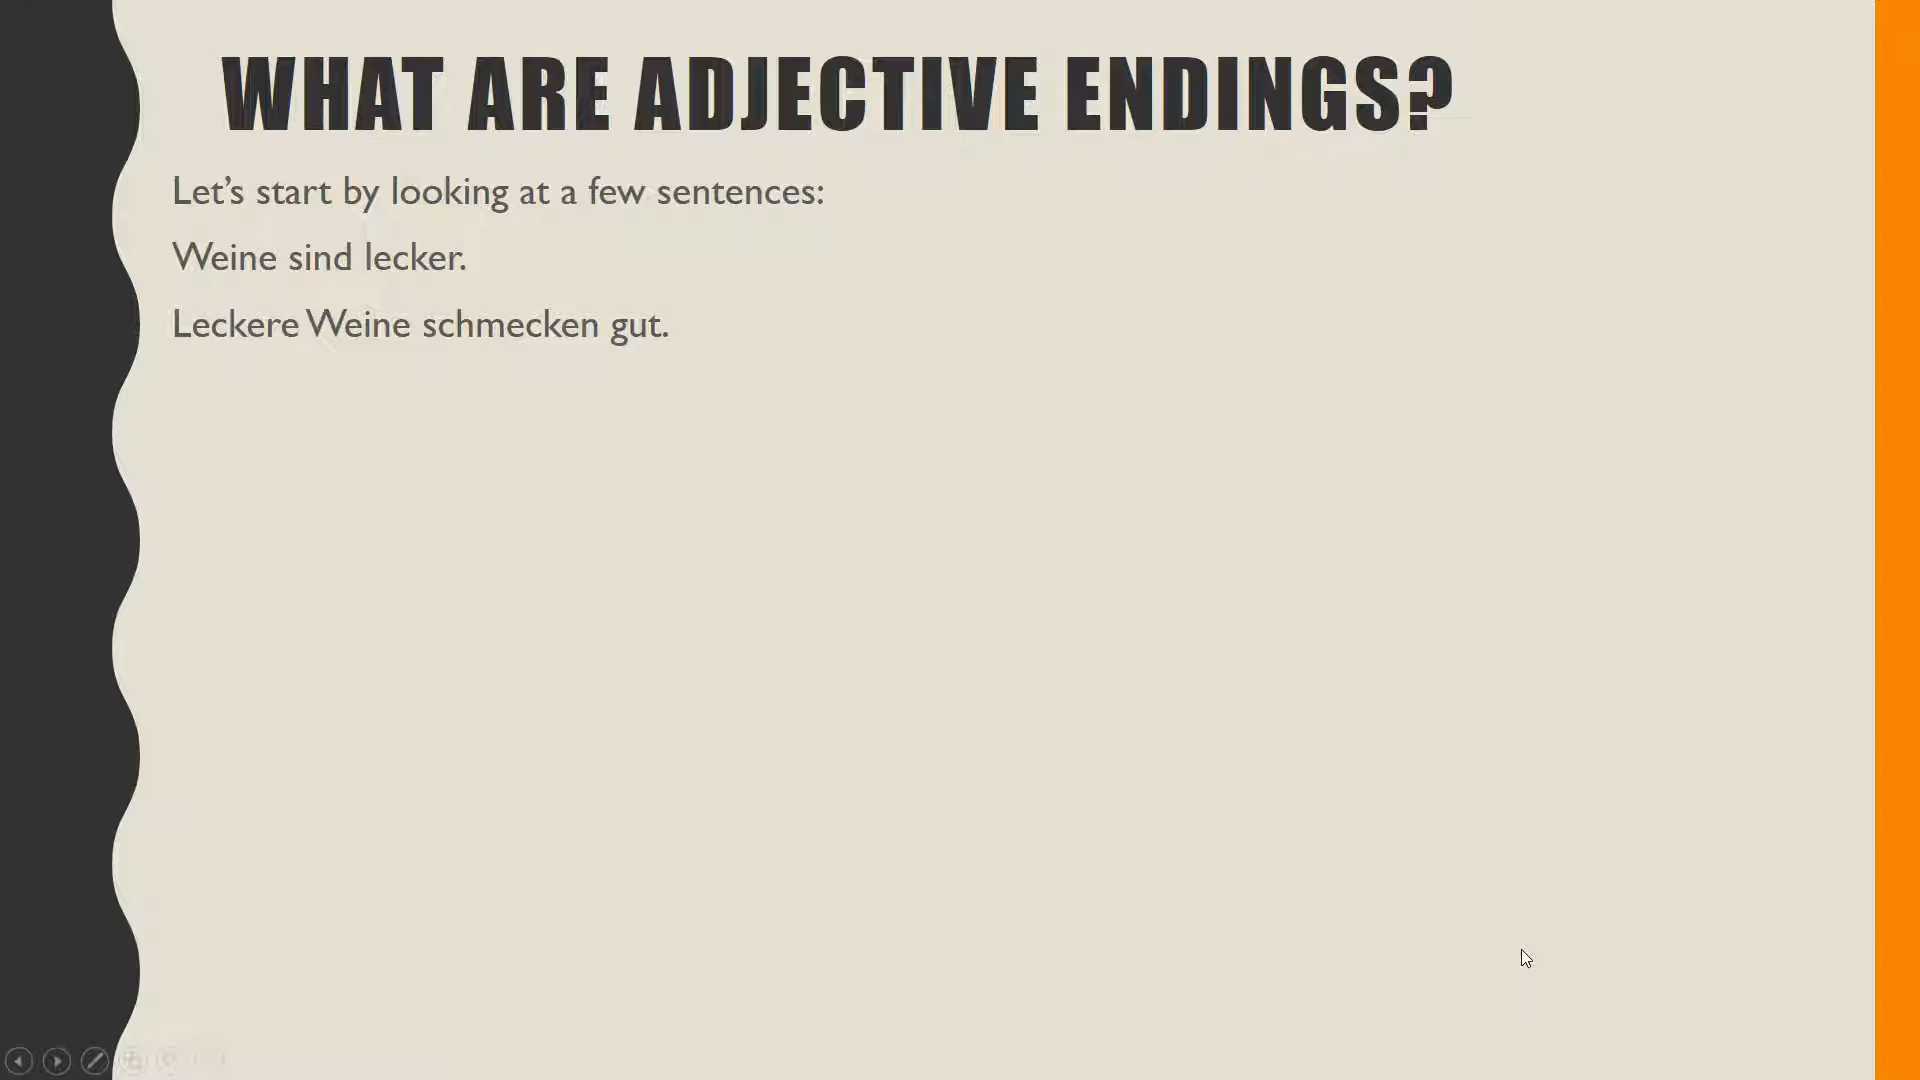 WHAT ARE ADJECTIVE ENDINGS?
Let's start by looking at a few sentences:
Weine sind lecker.
Leckere Weine schmecken gut.